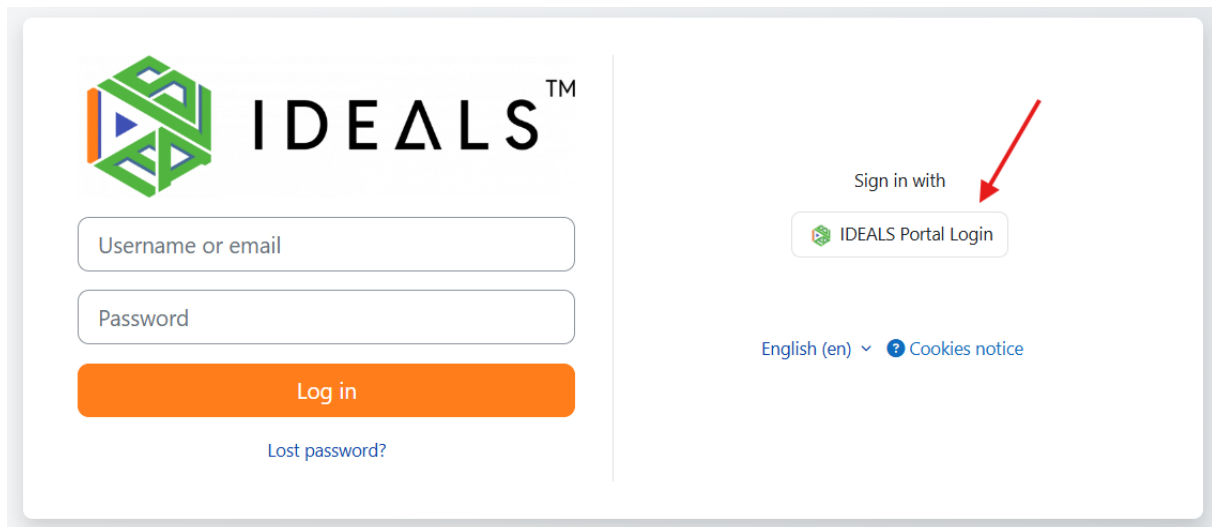 IDEALS™
Username or email
Password
Log in
Lost password?
Sign in with
IDEALS Portal Login
English (en)
Cookies notice